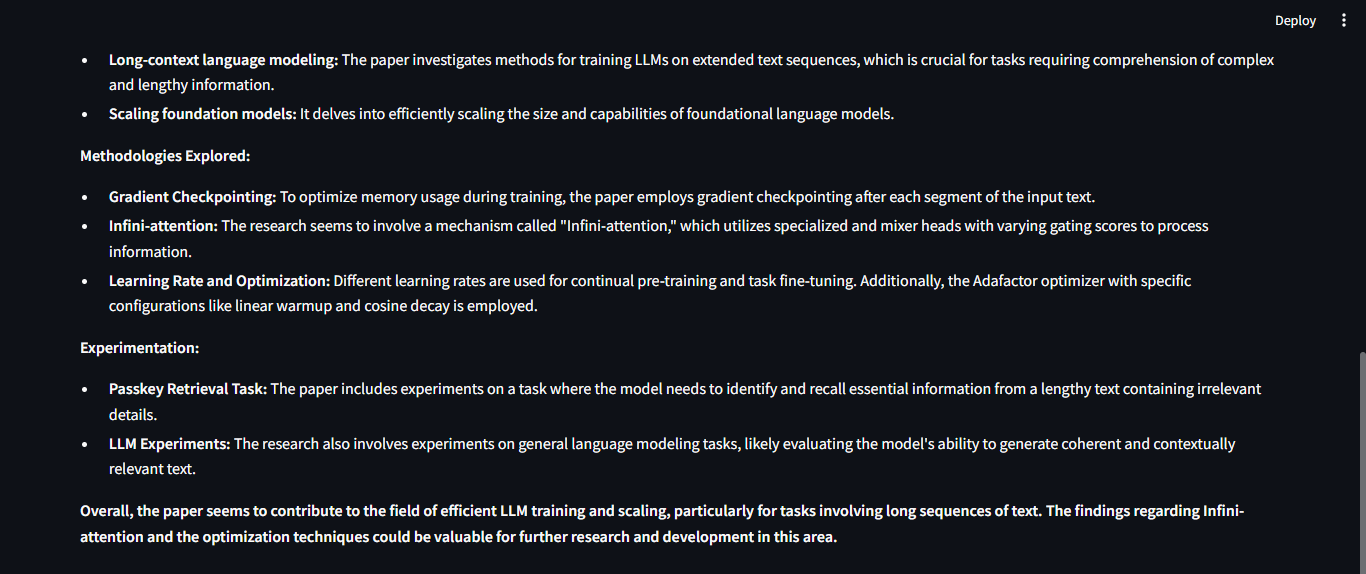 Deploy
• Long-context language modeling: The paper investigates methods for training LLMs on extended text sequences, which is crucial for tasks requiring comprehension of complex
and lengthy information.
• Scaling foundation models: It delves into efficiently scaling the size and capabilities of foundational language models.
Methodologies Explored:
• Gradient Checkpointing: To optimize memory usage during training, the paper employs gradient checkpointing after each segment of the input text.
• Infini-attention: The research seems to involve a mechanism called "Infini-attention," which utilizes specialized and mixer heads with varying gating scores to process
information.
• Learning Rate and Optimization: Different learning rates are used for continual pre-training and task fine-tuning. Additionally, the Adafactor optimizer with specific
configurations like linear warmup and cosine decay is employed.
Experimentation:
• Passkey Retrieval Task: The paper includes experiments on a task where the model needs to identify and recall essential information from a lengthy text containing irrelevant
details.
• LLM Experiments: The research also involves experiments on general language modeling tasks, likely evaluating the model's ability to generate coherent and contextually
relevant text.
Overall, the paper seems to contribute to the field of efficient LLM training and scaling, particularly for tasks involving long sequences of text. The findings regarding Infini-
attention and the optimization techniques could be valuable for further research and development in this area.